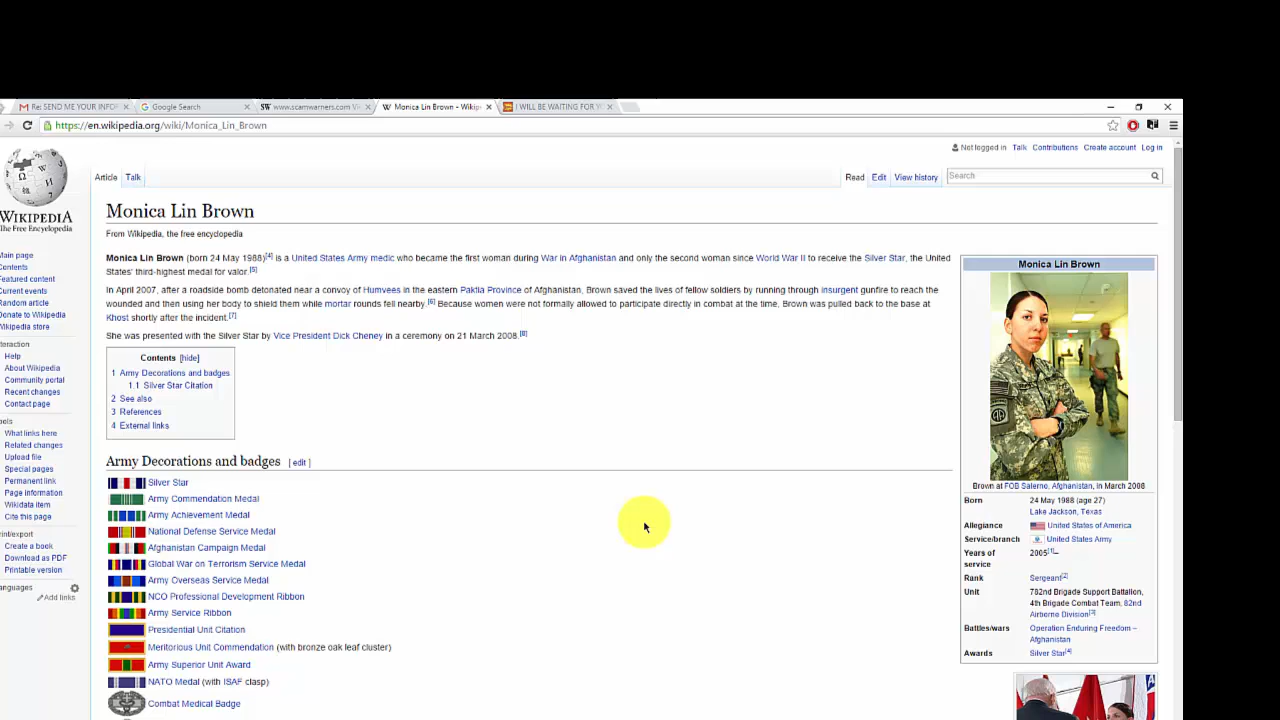 Re: SEND ME YOUR INFO
Google Search
www.scamwarners.com Vi
Monica Lin Brown - Wikip
I WILL BE WAITING FOR Y
https://en.wikipedia.org/wiki/Monica_Lin_Brown
Not logged in Talk Contributions Create account Log in
Article Talk
Read Edit View history Search
WIKIPEDIA
The Free Encyclopedia
Main page
Contents
Featured content
Current events
Random article
Donate to Wikipedia
Wikipedia store
nteraction
Help
About Wikipedia
Community portal
Recent changes
Contact page
ools
What links here
Related changes
Upload file
Special pages
Permanent link
Page information
Wikidata item
Cite this page
rint/export
Create a book
Download as PDF
Printable version
anguages
Add links
Monica Lin Brown
From Wikipedia, the free encyclopedia
Monica Lin Brown (born 24 May 1988)[4] is a United States Army medic who became the first woman during War in Afghanistan and only the second woman since World War II to receive the Silver Star, the United
States' third-highest medal for valor.[5]
In April 2007, after a roadside bomb detonated near a convoy of Humvees in the eastern Paktia Province of Afghanistan, Brown saved the lives of fellow soldiers by running through insurgent gunfire to reach the
wounded and then using her body to shield them while mortar rounds fell nearby.[6] Because women were not formally allowed to participate directly in combat at the time, Brown was pulled back to the base at
Khost shortly after the incident.[7]
She was presented with the Silver Star by Vice President Dick Cheney in a ceremony on 21 March 2008.[8]
Contents [hide]
1 Army Decorations and badges
1.1 Silver Star Citation
2 See also
3 References
4 External links
Army Decorations and badges [ edit ]
Silver Star
Army Commendation Medal
Army Achievement Medal
National Defense Service Medal
Afghanistan Campaign Medal
Global War on Terrorism Service Medal
Army Overseas Service Medal
NCO Professional Development Ribbon
Army Service Ribbon
Presidential Unit Citation
Meritorious Unit Commendation (with bronze oak leaf cluster)
Army Superior Unit Award
NATO Medal (with ISAF clasp)
Combat Medical Badge
Monica Lin Brown
Brown at FOB Salerno, Afghanistan, in March 2008
Born 24 May 1988 (age 27)
Lake Jackson, Texas
Allegiance United States of America
Service/branch United States Army
Years of 2005[1]–
service
Rank Sergeant[2]
Unit 782nd Brigade Support Battalion,
4th Brigade Combat Team, 82nd
Airborne Division[3]
Battles/wars Operation Enduring Freedom –
Afghanistan
Awards Silver Star[4]